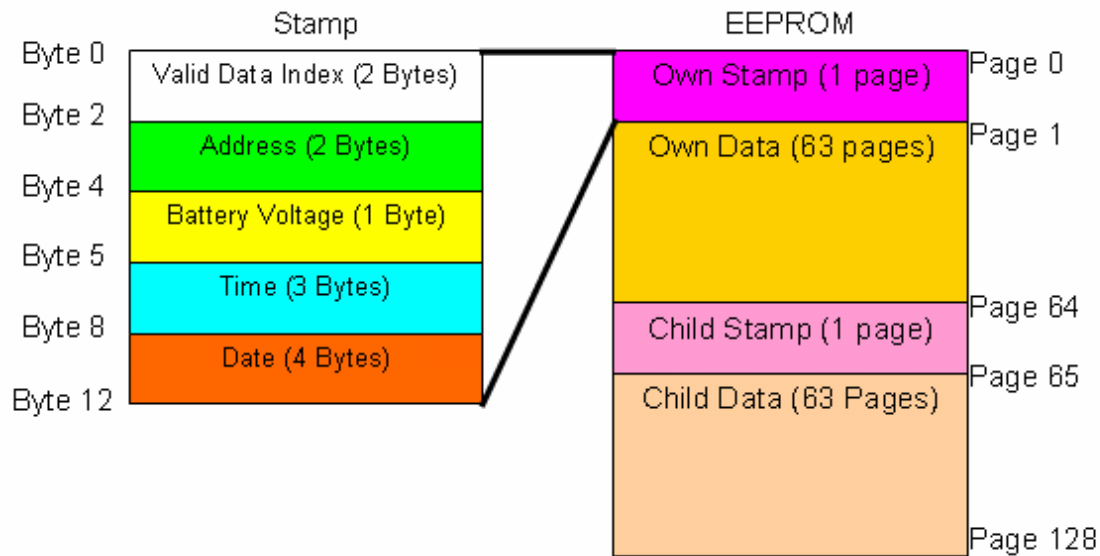 Stamp
EEPROM
Byte 0
Valid Data Index (2 Bytes)
Own Stamp (1 page)
Page 0
Byte 2
Address (2 Bytes)
Own Data (63 pages)
Page 1
Byte 4
Battery Voltage (1 Byte)
Byte 5
Time (3 Bytes)
Page 64
Byte 8
Child Stamp (1 page)
Date (4 Bytes)
Page 65
Byte 12
Child Data (63 Pages)
Page 128